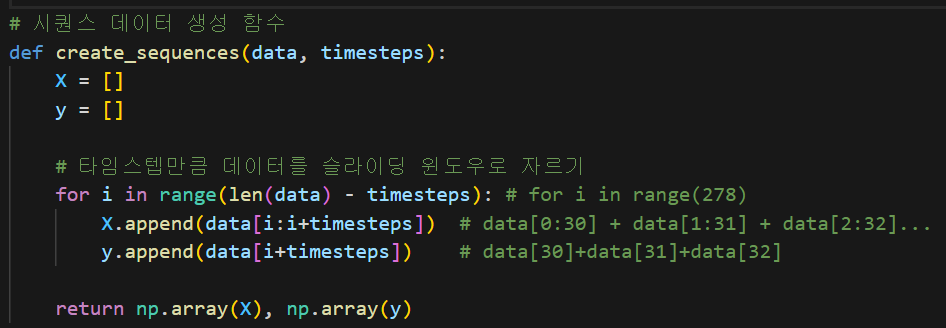 # 시퀀스 데이터 생성 함수
def create_sequences(data, timesteps):
    X = []
    y = []
    # 타임스텝만큼 데이터를 슬라이딩 윈도우로 자르기
    for i in range(len(data) - timesteps): # for i in range(278)
        X.append(data[i:i+timesteps])  # data[0:30] + data[1:31] + data[2:32]...
        y.append(data[i+timesteps])    # data[30]+data[31]+data[32]
    return np.array(X), np.array(y)